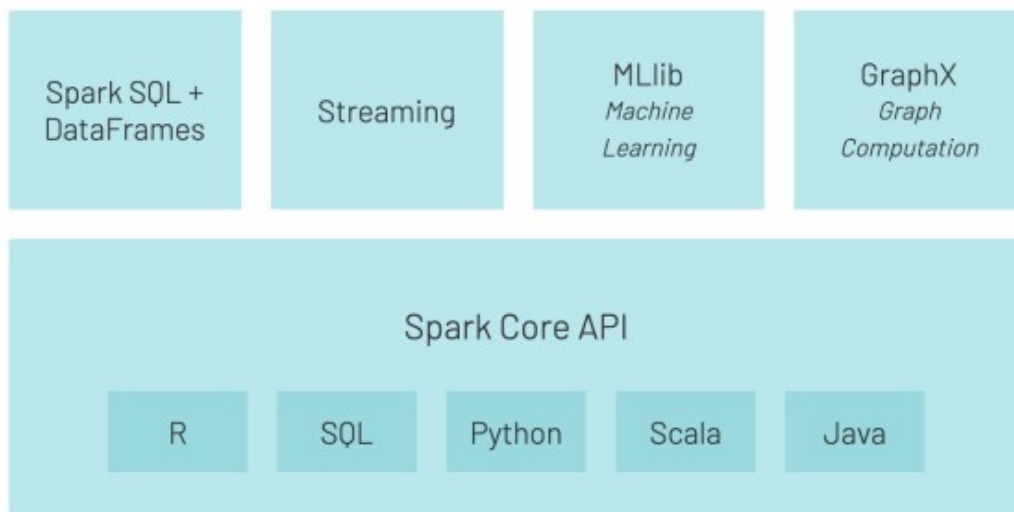 Spark SQL +
DataFrames
Streaming
MLlib
Machine
Learning
GraphX
Graph
Computation
Spark Core API
R
SQL
Python
Scala
Java